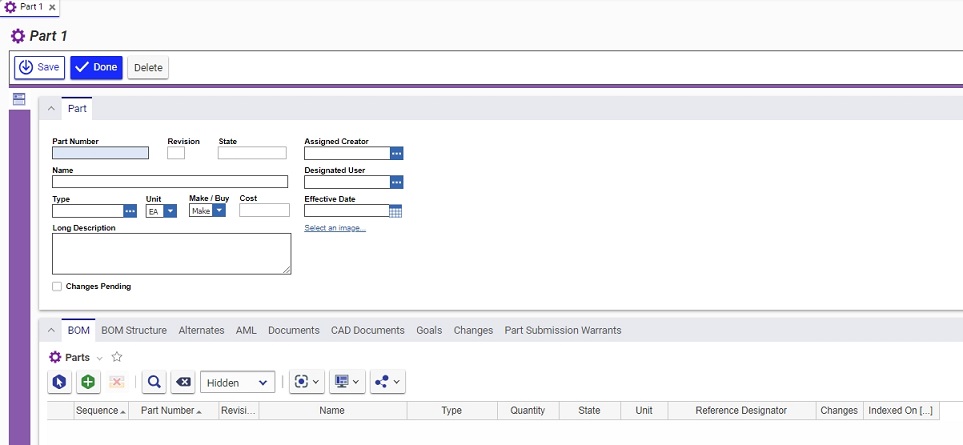 Part 1
Part 1
Save Done Delete
Part
Part Number Revision State Assigned Creator
Name Designated User
Type Unit Make / Buy Cost Effective Date
EA Make
Long Description Select an image...
Changes Pending
BOM BOM Structure Alternates AML Documents CAD Documents Goals Changes Part Submission Warrants
Parts
Hidden
Sequence Part Number Revisi... Name Type Quantity State Unit Reference Designator Changes Indexed On [...]